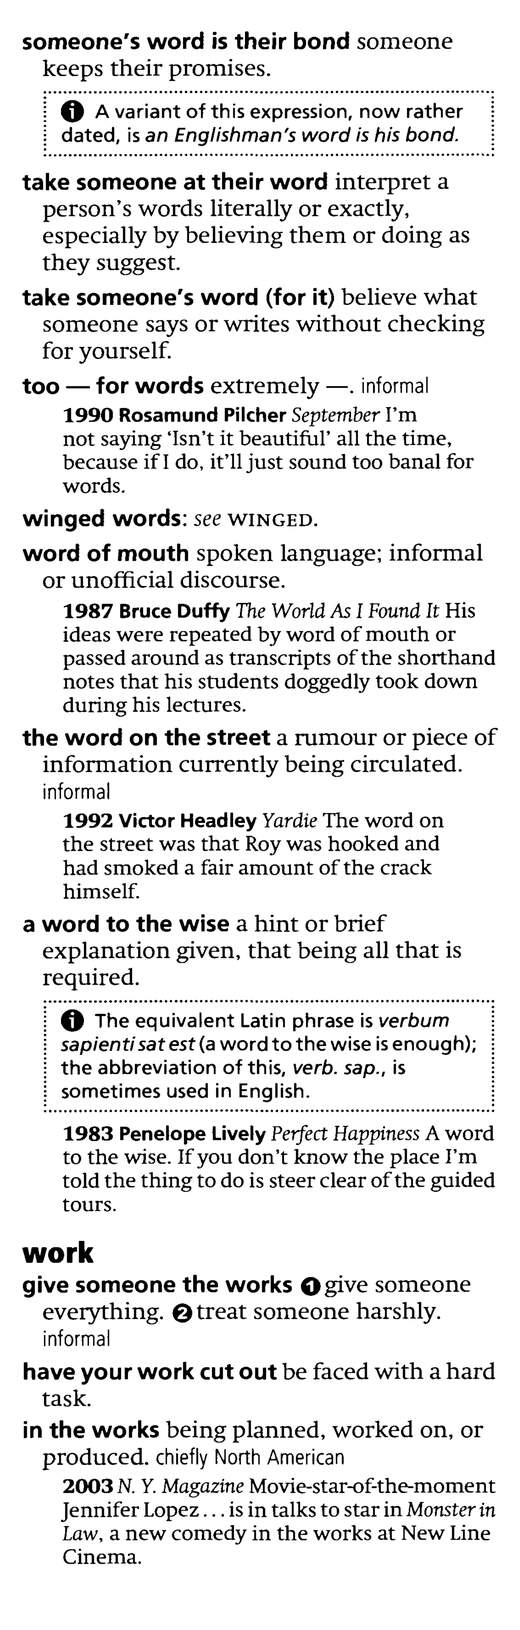 someone's word is their bond someone
keeps their promises.
i A variant of this expression, now rather
dated, is an Englishman's word is his bond.
take someone at their word interpret a
person's words literally or exactly,
especially by believing them or doing as
they suggest.
take someone's word (for it) believe what
someone says or writes without checking
for yourself.
too — for words extremely —. informal
1990 Rosamund Pilcher September I'm
not saying ‘Isn't it beautiful’ all the time,
because if I do, it'll just sound too banal for
words.
winged words: see WINGED.
word of mouth spoken language; informal
or unofficial discourse.
1987 Bruce Duffy The World As I Found It His
ideas were repeated by word of mouth or
passed around as transcripts of the shorthand
notes that his students doggedly took down
during his lectures.
the word on the street a rumour or piece of
information currently being circulated.
informal
1992 Victor Headley Yardie The word on
the street was that Roy was hooked and
had smoked a fair amount of the crack
himself.
a word to the wise a hint or brief
explanation given, that being all that is
required.
i The equivalent Latin phrase is verbum
sapienti sat est (a word to the wise is enough);
the abbreviation of this, verb. sap., is
sometimes used in English.
1983 Penelope Lively Perfect Happiness A word
to the wise. If you don't know the place I'm
told the thing to do is steer clear of the guided
tours.
work
give someone the works ❶ give someone
everything. ❷ treat someone harshly.
informal
have your work cut out be faced with a hard
task.
in the works being planned, worked on, or
produced. chiefly North American
2003 N. Y. Magazine Movie-star-of-the-moment
Jennifer Lopez . . . is in talks to star in Monster in
Law, a new comedy in the works at New Line
Cinema.